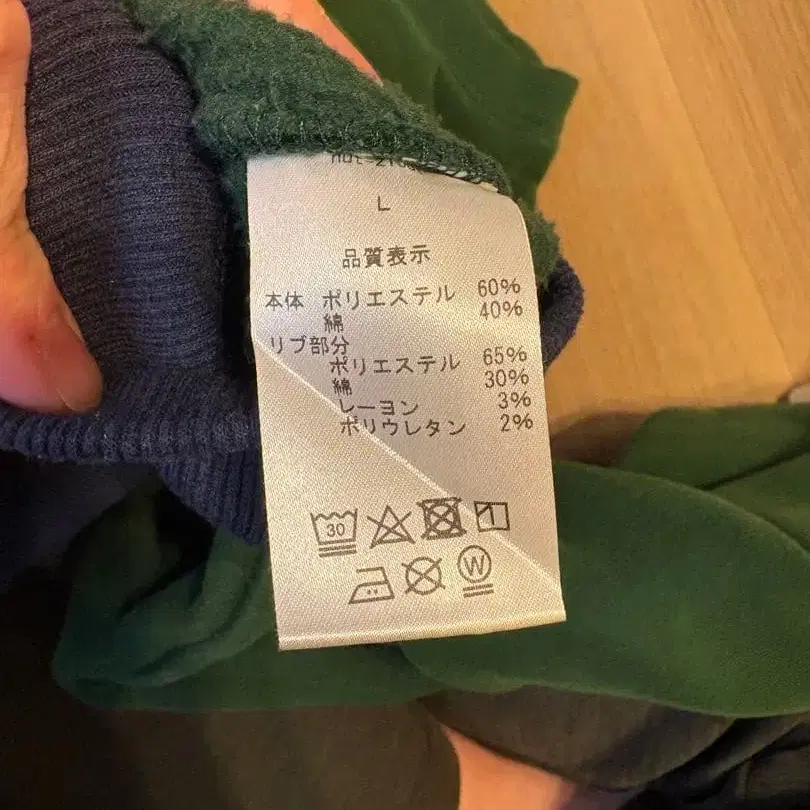 L
品質表示
本体 ポリエステル 60%
綿 40%
リブ部分
ポリエステル 65%
綿 30%
レーヨン 3%
ポリウレタン 2%
30
W